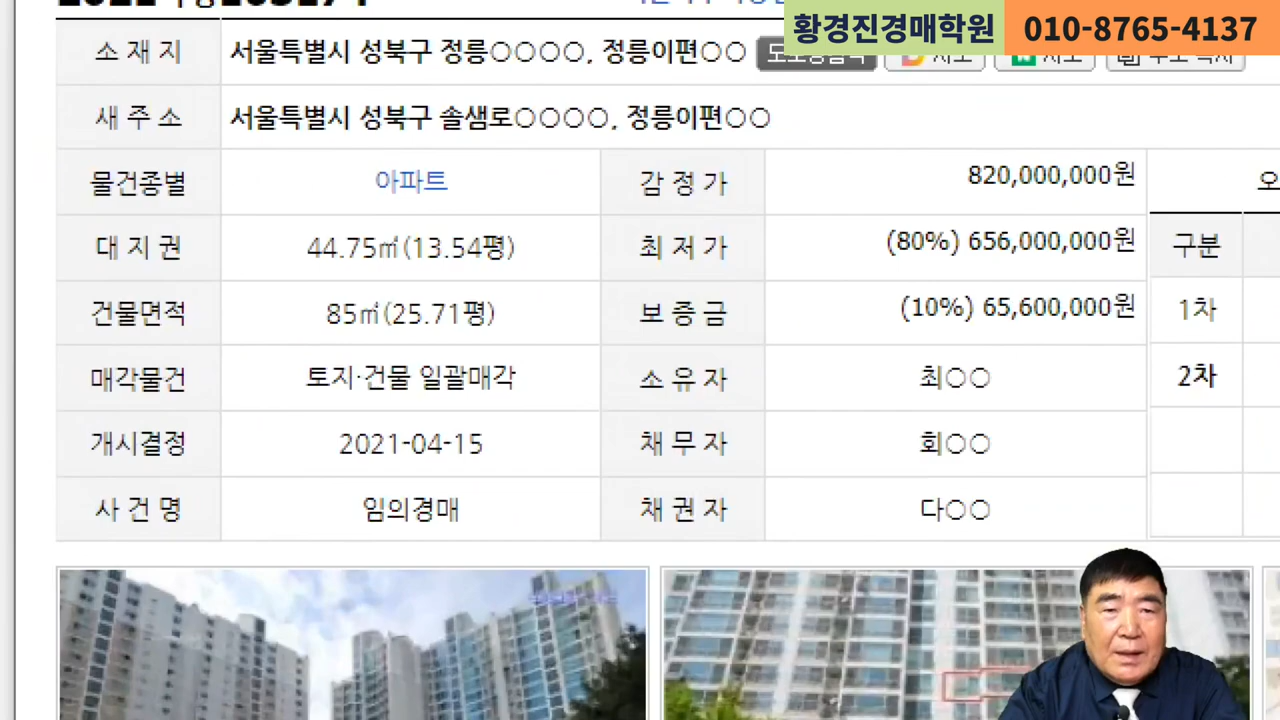 황경진경매학원 010-8765-4137
소 재 지 서울특별시 성북구 정릉○○○○, 정릉이편○○
새 주 소 서울특별시 성북구 솔샘로○○○○, 정릉이편○○
물건종별 아파트 감 정 가 820,000,000원
대 지 권 44.75㎡(13.54평) 최 저 가 (80%) 656,000,000원 구분
건물면적 85㎡(25.71평) 보 증 금 (10%) 65,600,000원 1차
매각물건 토지·건물 일괄매각 소 유 자 최○○ 2차
개시결정 2021-04-15 채 무 자 회○○
사 건 명 임의경매 채 권 자 다○○